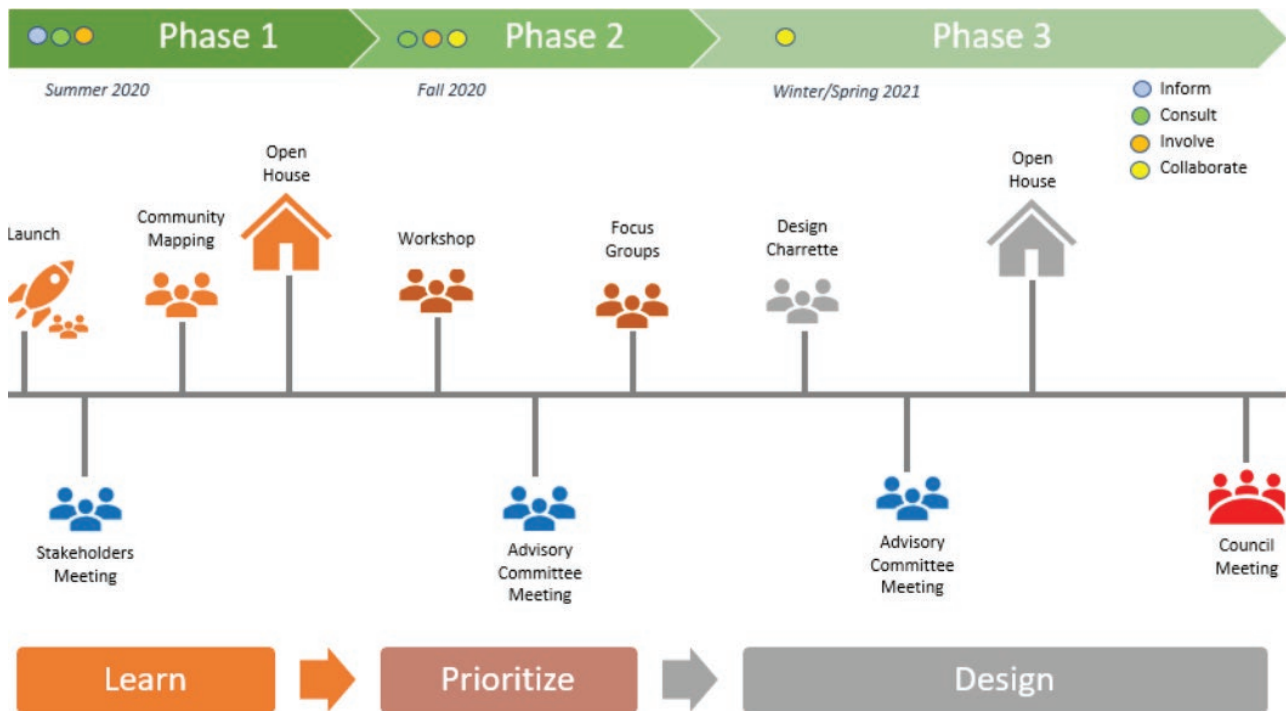 Phase 1
Phase 2
Phase 3
Summer 2020
Fall 2020
Winter/Spring 2021
Inform
Consult
Involve
Collaborate
Launch
Community
Mapping
Open
House
Workshop
Focus
Groups
Design
Charrette
Open
House
Stakeholders
Meeting
Advisory
Committee
Meeting
Advisory
Committee
Meeting
Council
Meeting
Learn
Prioritize
Design